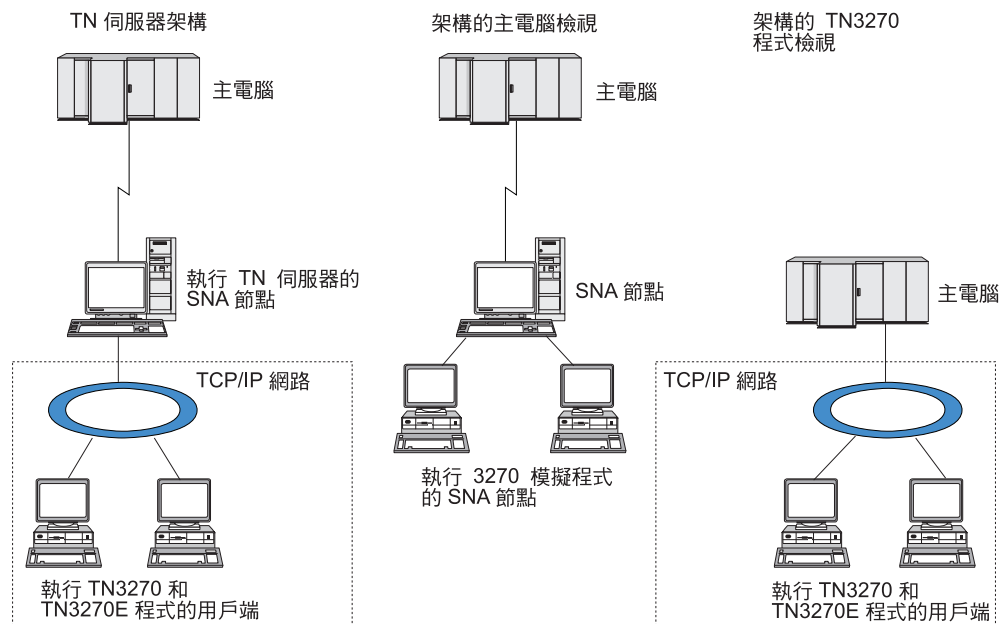 TN 伺服器架構
主電腦
執行 TN 伺服器的
SNA 節點
TCP/IP 網路
執行 TN3270 和
TN3270E 程式的用戶端
架構的主電腦檢視
主電腦
SNA 節點
執行 3270 模擬程式
的 SNA 節點
架構的 TN3270
程式檢視
主電腦
TCP/IP 網路
執行 TN3270 和
TN3270E 程式的用戶端